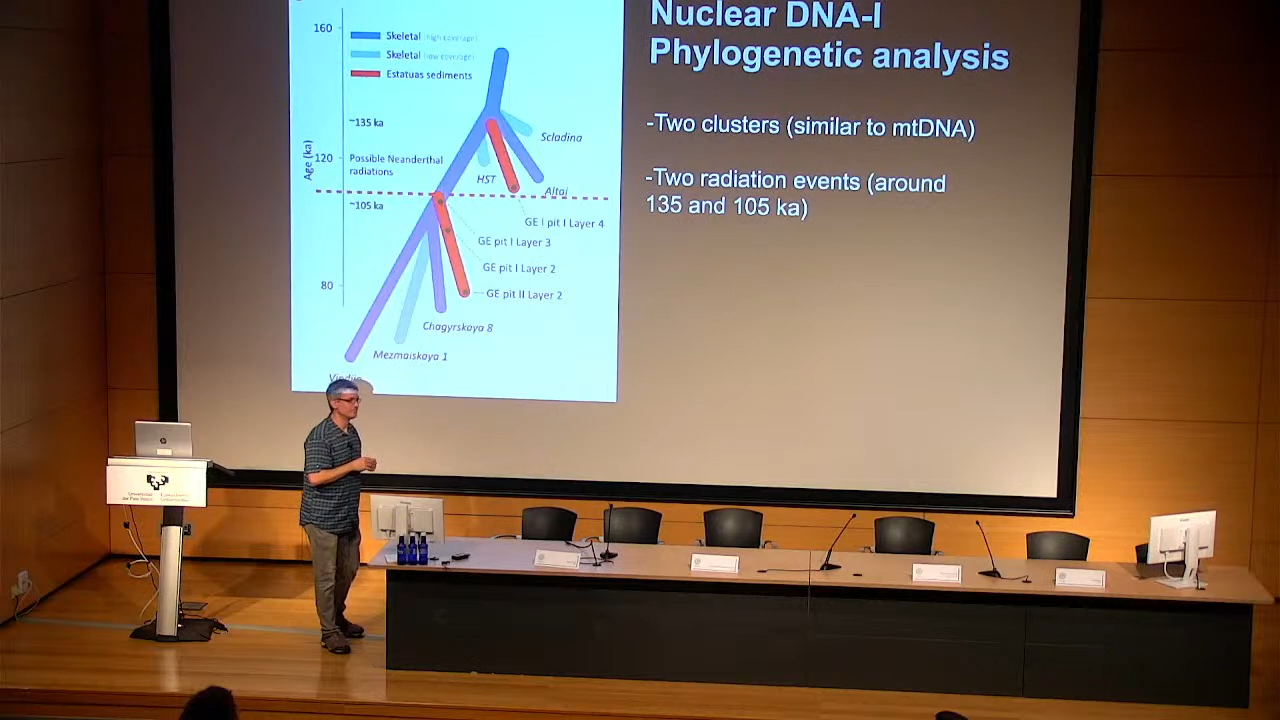 Nuclear DNA-I
Phylogenetic analysis
-Two clusters (similar to mtDNA)
-Two radiation events (around
135 and 105 ka)
160
Skeletal (high coverage)
Skeletal (low coverage)
Estatuas sediments
~135 ka
Scladina
Age (ka)
120
Possible Neanderthal
radiations
HST
Altai
~105 ka
GE I pit I Layer 4
GE pit I Layer 3
GE pit I Layer 2
80
GE pit II Layer 2
Chagyrskaya 8
Mezmaiskaya 1
Vindija
hp